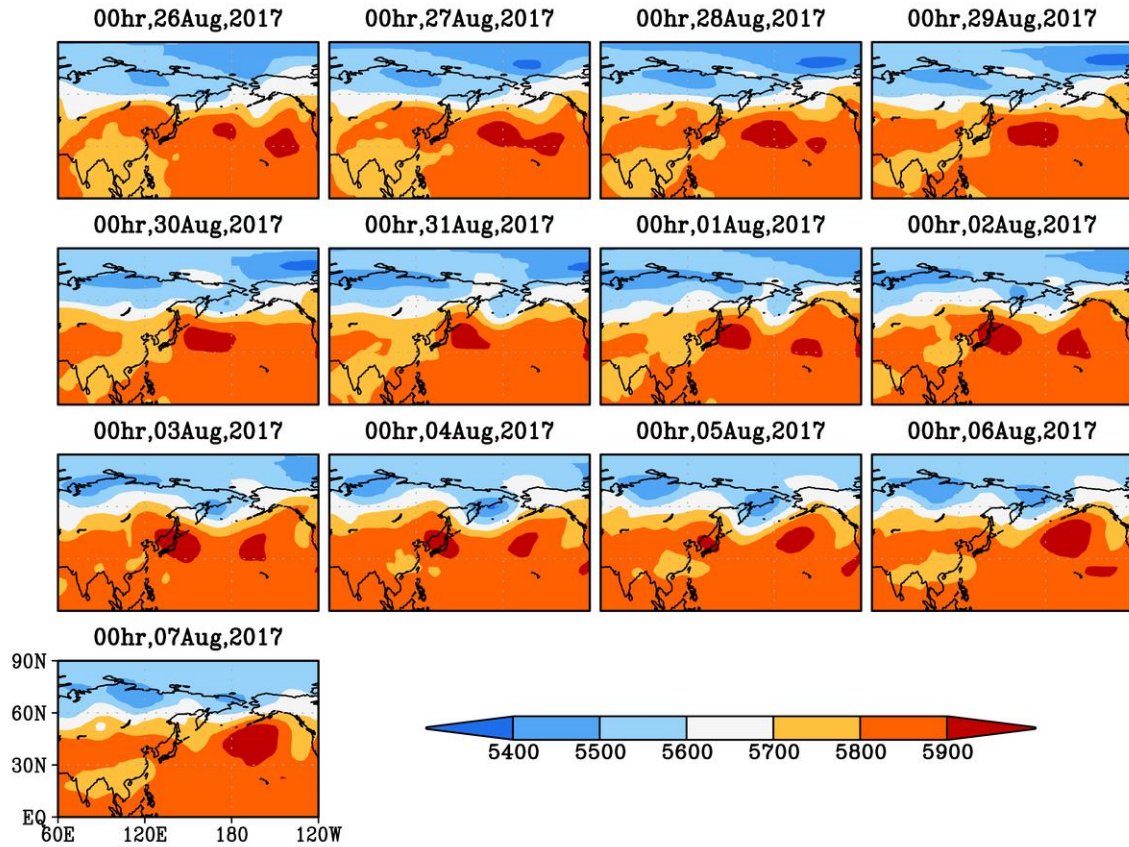 00hr,26Aug,2017 00hr,27Aug,2017 00hr,28Aug,2017 00hr,29Aug,2017
00hr,30Aug,2017 00hr,31Aug,2017 00hr,01Aug,2017 00hr,02Aug,2017
00hr,03Aug,2017 00hr,04Aug,2017 00hr,05Aug,2017 00hr,06Aug,2017
00hr,07Aug,2017
90N
60N
30N
EQ
60E 120E 180 120W
5400 5500 5600 5700 5800 5900